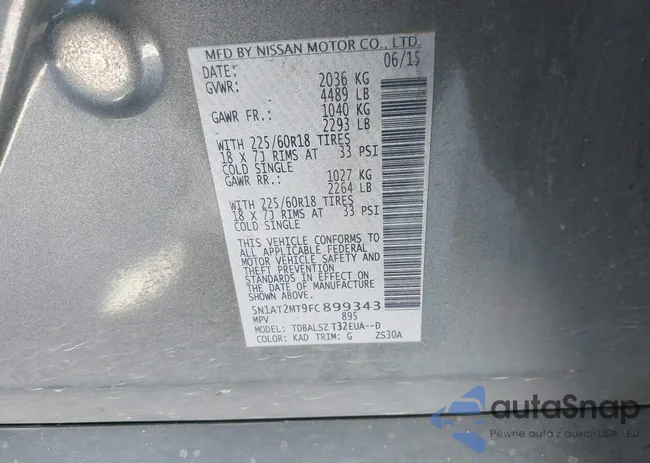 MFD BY NISSAN MOTOR CO., LTD.
DATE: 06/15
GVWR: 2036 KG
4489 LB
GAWR FR.: 1040 KG
2293 LB
WITH 225/60R18 TIRES
18 X 7J RIMS AT 33 PSI
COLD SINGLE
GAWR RR.: 1027 KG
2264 LB
WITH 225/60R18 TIRES
18 X 7J RIMS AT 33 PSI
COLD SINGLE
THIS VEHICLE CONFORMS TO
ALL APPLICABLE FEDERAL
MOTOR VEHICLE SAFETY AND
THEFT PREVENTION
STANDARDS IN EFFECT ON
THE DATE OF MANUFACTURE
SHOWN ABOVE.
5N1AT2MT9FC899343
MPV 895
MODEL: TDBALSZ T32EUA--D
COLOR: KAD TRIM: G ZS30A
autaSnap
Pewne auta z aukcji USA - EU